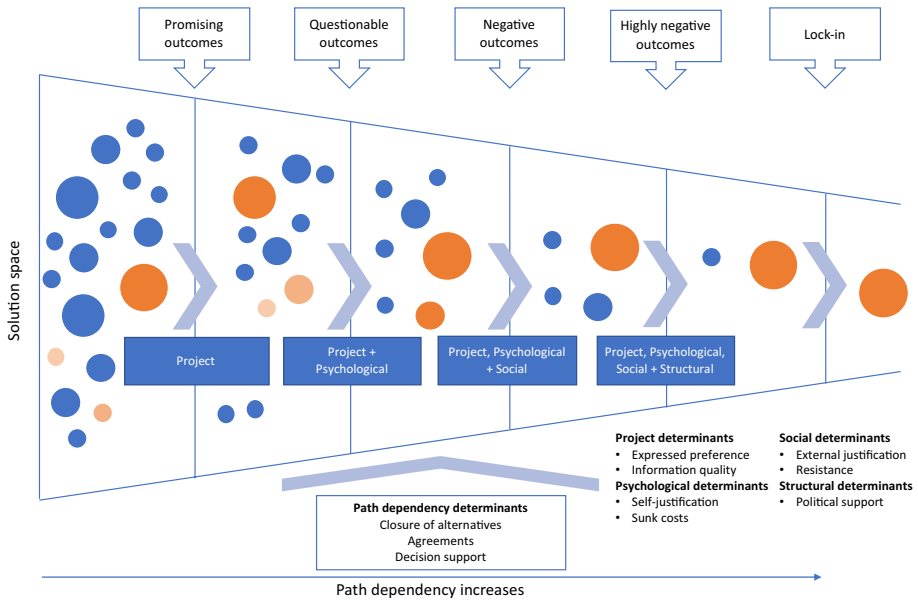 Promising
outcomes
Questionable
outcomes
Negative
outcomes
Highly negative
outcomes
Lock-in
Solution space
Project
Project +
Psychological
Project, Psychological
+ Social
Project, Psychological,
Social + Structural
Project determinants
• Expressed preference
• Information quality
Psychological determinants
• Self-justification
• Sunk costs
Social determinants
• External justification
• Resistance
Structural determinants
• Political support
Path dependency determinants
Closure of alternatives
Agreements
Decision support
Path dependency increases